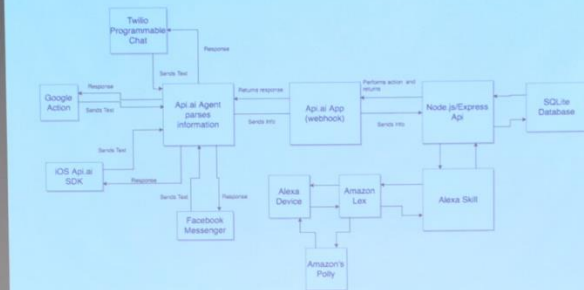 Twilio
Programmable
Chat
Response
Sends Text
Google
Action
Response
Sends Text
Api.ai Agent
parses
information
Returns response
Sends Info
Api.ai App
(webhook)
Performs action and
returns
Sends Info
Node.js/Express
Api
SQLite
Database
Sends Text
iOS Api.ai
SDK
Response
Sends Text
Response
Facebook
Messenger
Alexa
Device
Amazon
Lex
Alexa Skill
Amazon's
Polly